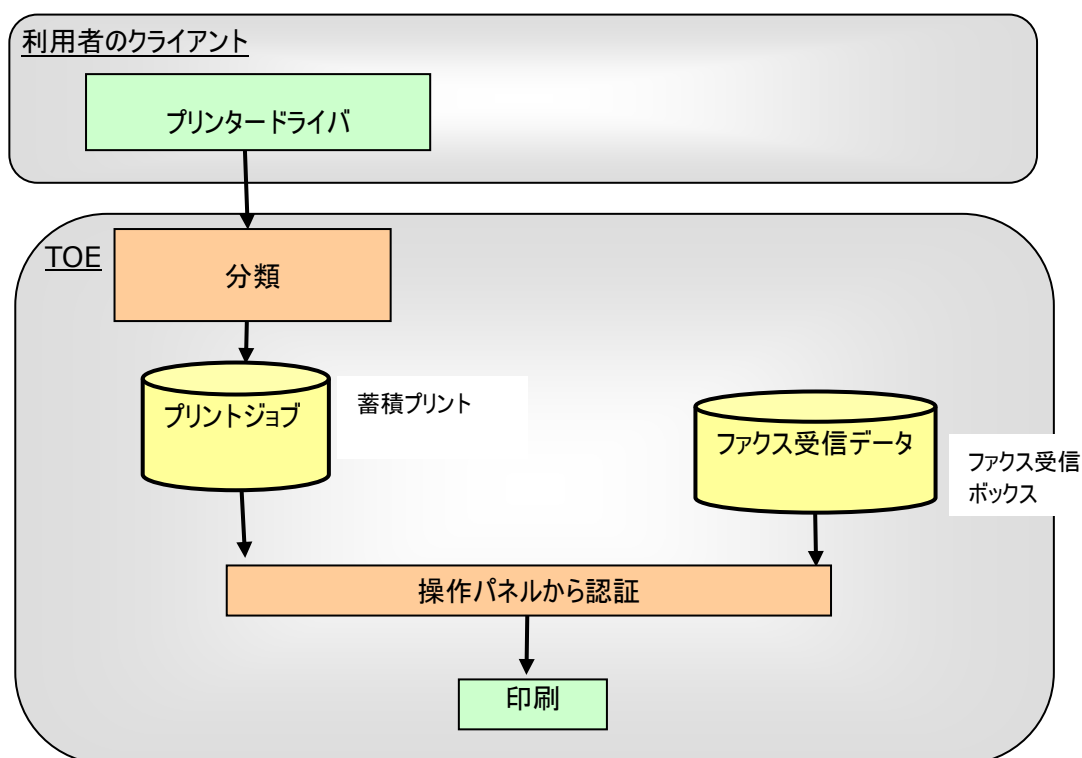 利用者のクライアント
プリンタードライバ
TOE
分類
プリントジョブ
蓄積プリント
ファクス受信データ
ファクス受信
ボックス
操作パネルから認証
印刷